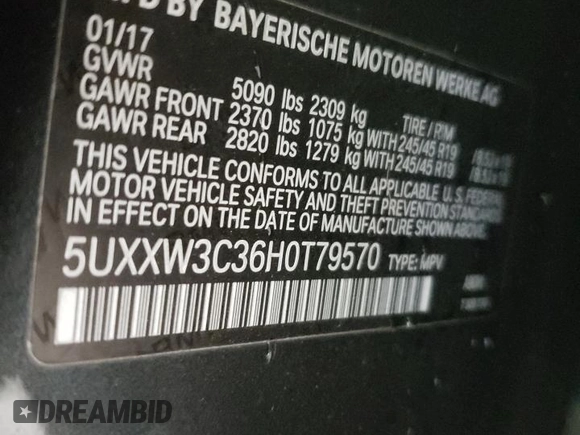 BY BAYERISCHE MOTOREN WERKE AG
01/17
GVWR
5090 lbs 2309 kg TIRE / RIM
GAWR FRONT 2370 lbs 1075 kg WITH 245/45 R19
GAWR REAR 2820 lbs 1279 kg WITH 245/45 R19
THIS VEHICLE CONFORMS TO ALL APPLICABLE U.S. FEDERAL
MOTOR VEHICLE SAFETY AND THEFT PREVENTION
IN EFFECT ON THE DATE OF MANUFACTURE SHOWN
5UXXW3C36H0T79570 TYPE: MPV
DREAMBID